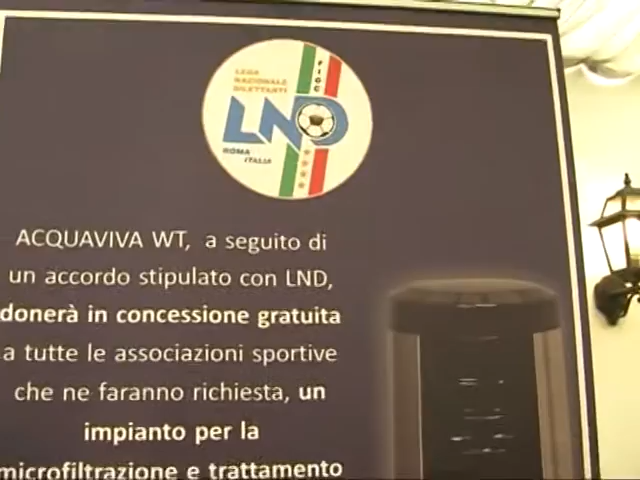 LEGA
NAZIONALE
DILETTANTI
FIGC
LND
ROMA
ITALIA
ACQUAVIVA WT, a seguito di
un accordo stipulato con LND,
donerà in concessione gratuita
a tutte le associazioni sportive
che ne faranno richiesta, un
impianto per la
microfiltrazione e trattamento